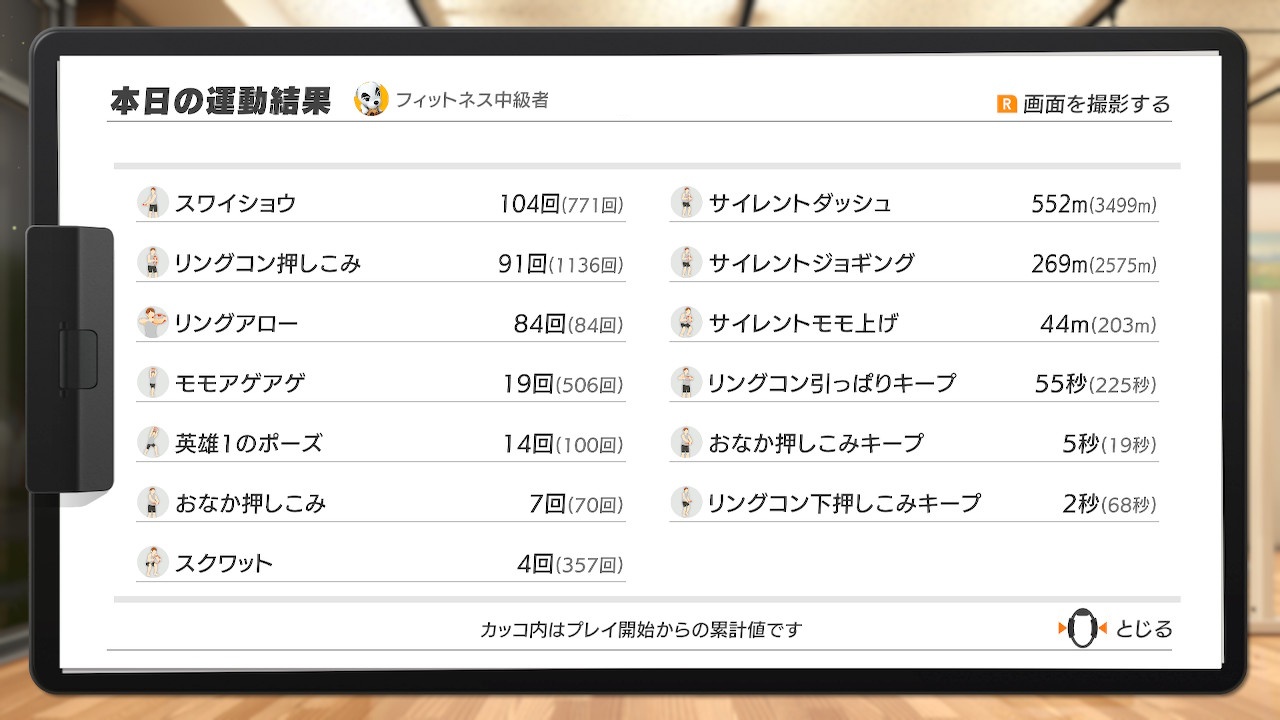 本日の運動結果 フィットネス中級者 R 画面を撮影する
スワイショウ 104回(771回)
リングコン押しこみ 91回(1136回)
リングアロー 84回(84回)
モモアゲアゲ 19回(506回)
英雄1のポーズ 14回(100回)
おなか押しこみ 7回(70回)
スクワット 4回(357回)
サイレントダッシュ 552m(3499m)
サイレントジョギング 269m(2575m)
サイレントモモ上げ 44m(203m)
リングコン引っぱりキープ 55秒(225秒)
おなか押しこみキープ 5秒(19秒)
リングコン下押しこみキープ 2秒(68秒)
カッコ内はプレイ開始からの累計値です とじる